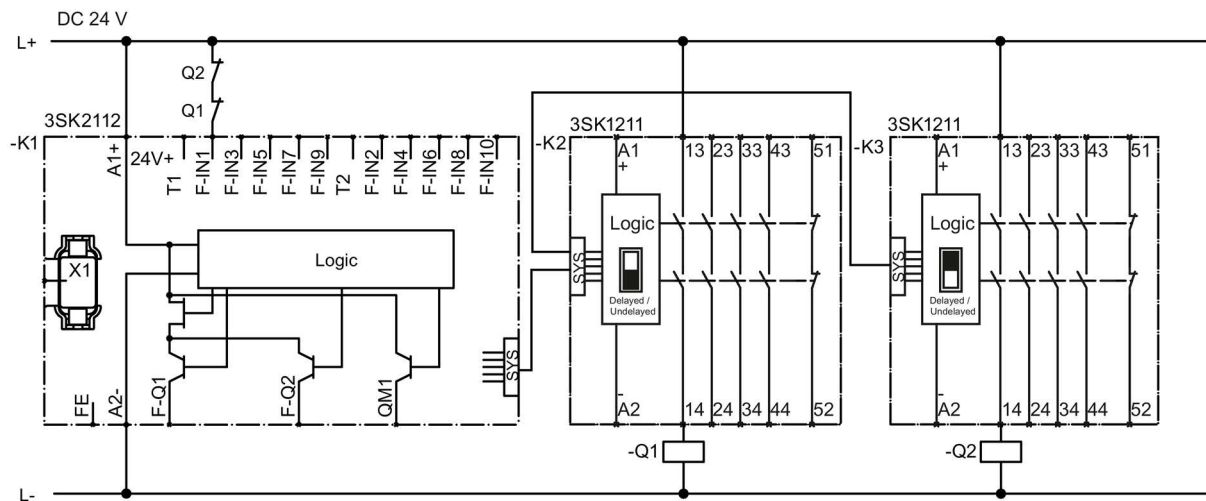 DC 24 V
L+
Q2
Q1
3SK2112
-K1
A1+
24V+
T1
F-IN1
F-IN3
F-IN5
F-IN7
F-IN9
T2
F-IN2
F-IN4
F-IN6
F-IN8
F-IN10
X1
Logic
SYS
FE
A2-
F-Q1
F-Q2
QM1
3SK1211
-K2
A1
+
13 23 33 43 51
Logic
SYS
Delayed /
Undelayed
-
A2
14 24 34 44 52
-Q1
3SK1211
-K3
A1
+
13 23 33 43 51
Logic
SYS
Delayed /
Undelayed
-
A2
14 24 34 44 52
-Q2
L-